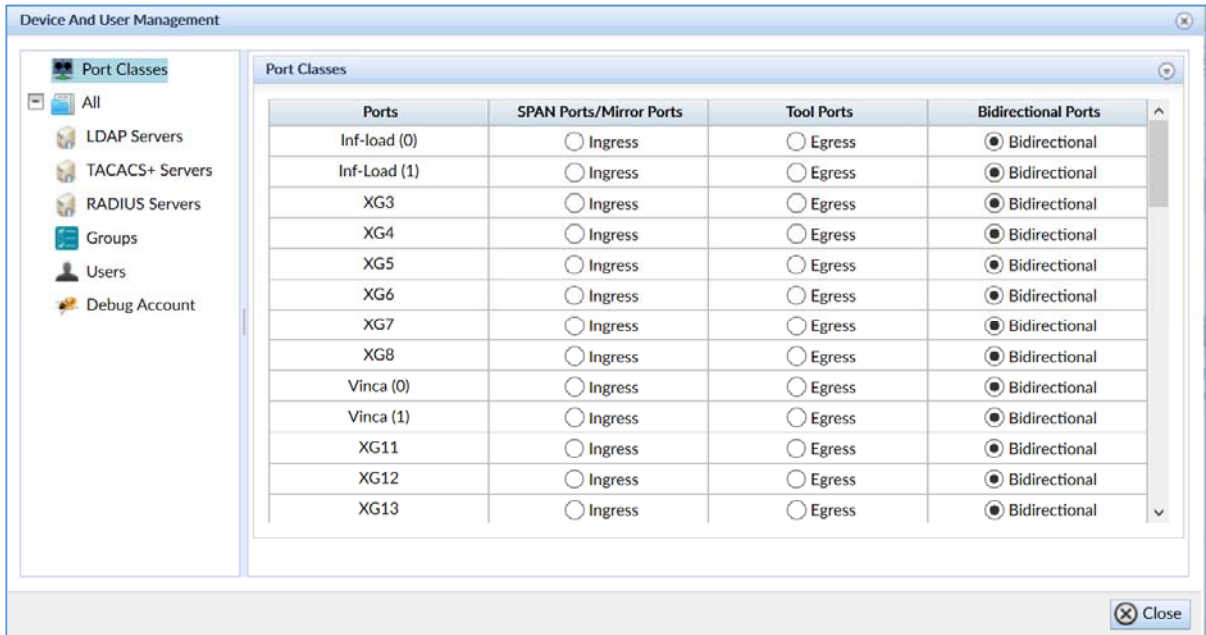 Device And User Management
Port Classes
All
LDAP Servers
TACACS+ Servers
RADIUS Servers
Groups
Users
Debug Account
Port Classes
Ports SPAN Ports/Mirror Ports Tool Ports Bidirectional Ports
Inf-load (0) Ingress Egress Bidirectional
Inf-Load (1) Ingress Egress Bidirectional
XG3 Ingress Egress Bidirectional
XG4 Ingress Egress Bidirectional
XG5 Ingress Egress Bidirectional
XG6 Ingress Egress Bidirectional
XG7 Ingress Egress Bidirectional
XG8 Ingress Egress Bidirectional
Vinca (0) Ingress Egress Bidirectional
Vinca (1) Ingress Egress Bidirectional
XG11 Ingress Egress Bidirectional
XG12 Ingress Egress Bidirectional
XG13 Ingress Egress Bidirectional
Close